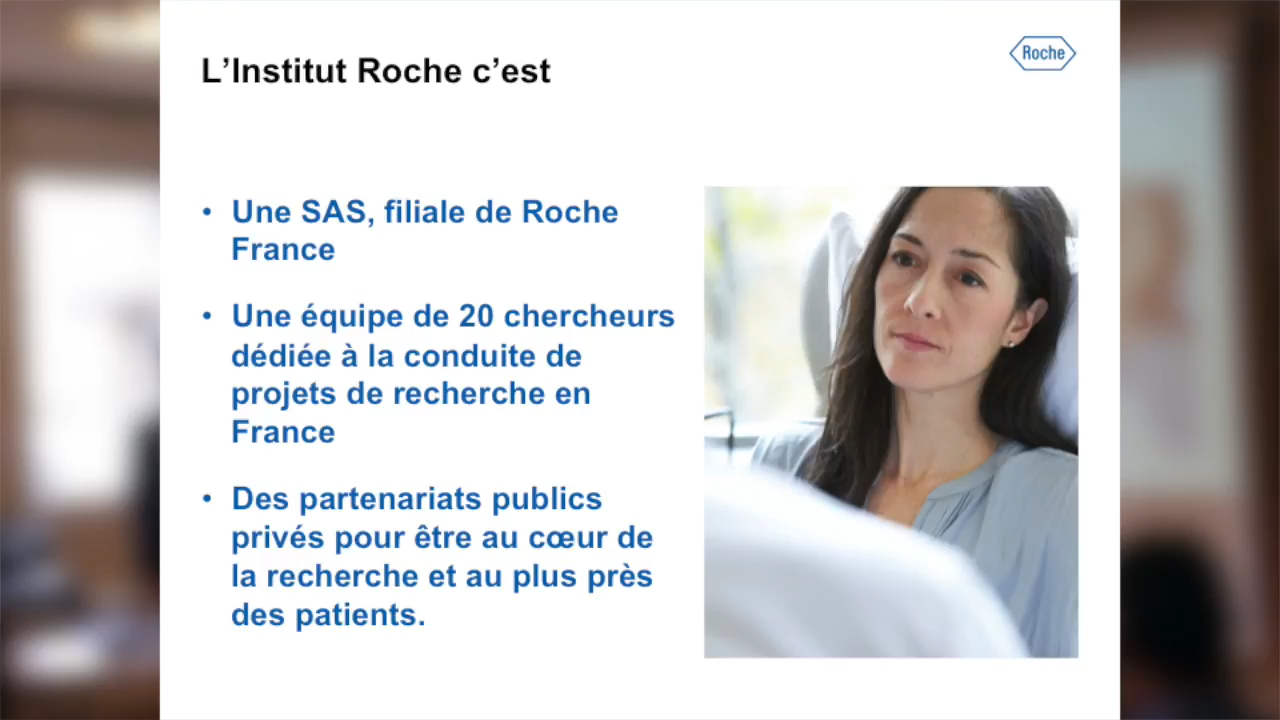 L’Institut Roche c’est
Roche
• Une SAS, filiale de Roche
France
• Une équipe de 20 chercheurs
dédiée à la conduite de
projets de recherche en
France
• Des partenariats publics
privés pour être au cœur de
la recherche et au plus près
des patients.